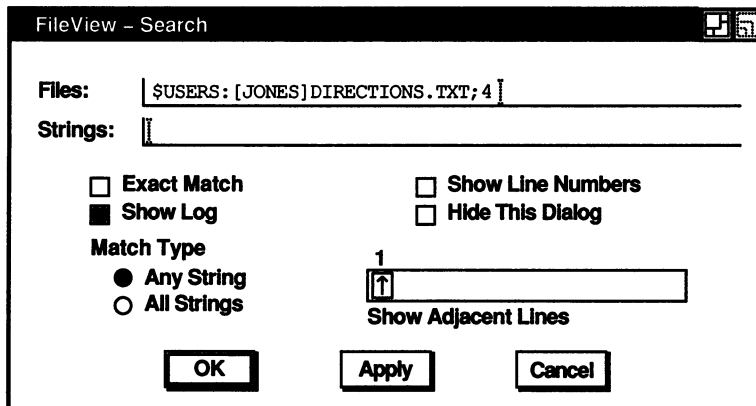 FileView – Search
Files: $USERS:[JONES]DIRECTIONS.TXT;4
Strings:
Exact Match Show Line Numbers
Show Log Hide This Dialog
Match Type
1
Any String
All Strings
Show Adjacent Lines
OK Apply Cancel